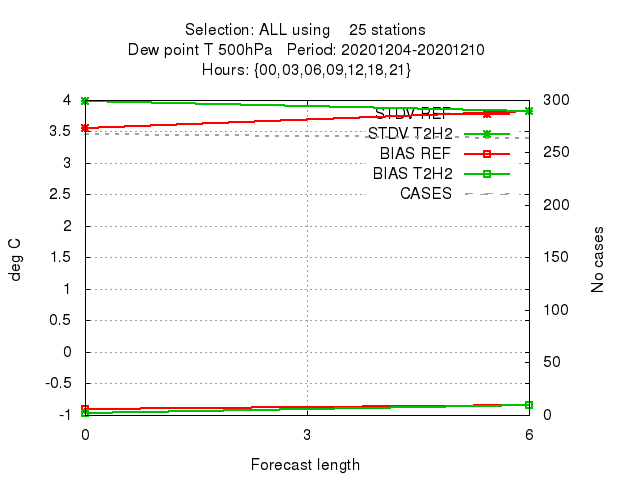 Selection: ALL using 25 stations
Dew point T 500hPa Period: 20201204-20201210
Hours: {00,03,06,09,12,18,21}
4
3.5
3
2.5
2
1.5
1
0.5
0
-0.5
-1
deg C
STDV REF
STDV T2H2
BIAS REF
BIAS T2H2
CASES
300
250
200
150
100
50
0
No cases
0 3 6
Forecast length